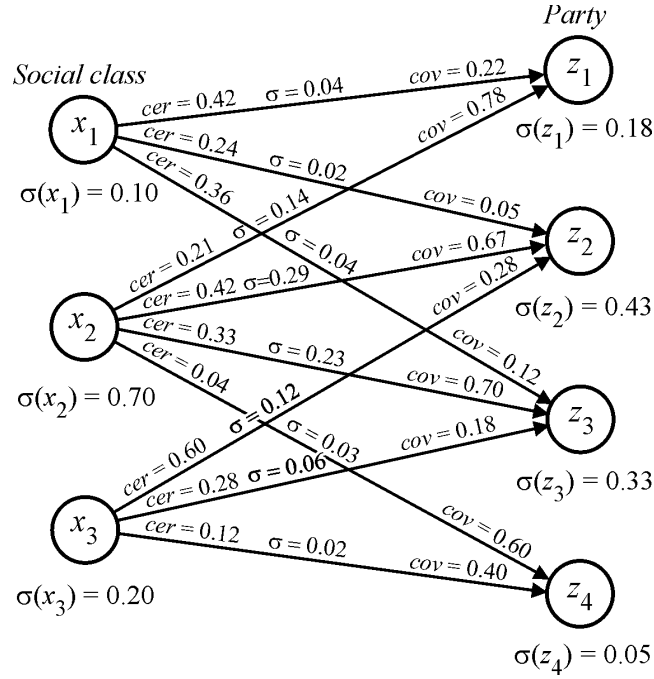 Party
Social class
x1
σ(x1) = 0.10
z1
σ(z1) = 0.18
cer = 0.42 σ = 0.04 cov = 0.22
cer = 0.24 σ = 0.02 cov = 0.05
cer = 0.36 σ = 0.04 cov = 0.12
x2
σ(x2) = 0.70
z2
σ(z2) = 0.43
cer = 0.21 σ = 0.14 cov = 0.78
cer = 0.42 σ=0.29 cov = 0.67
cer = 0.33 σ = 0.23 cov = 0.70
cer = 0.04 σ = 0.03 cov = 0.60
z3
σ(z3) = 0.33
x3
σ(x3) = 0.20
cer = 0.60 σ = 0.12 cov = 0.28
cer = 0.28 σ = 0.06 cov = 0.18
cer = 0.12 σ = 0.02 cov = 0.40
z4
σ(z4) = 0.05